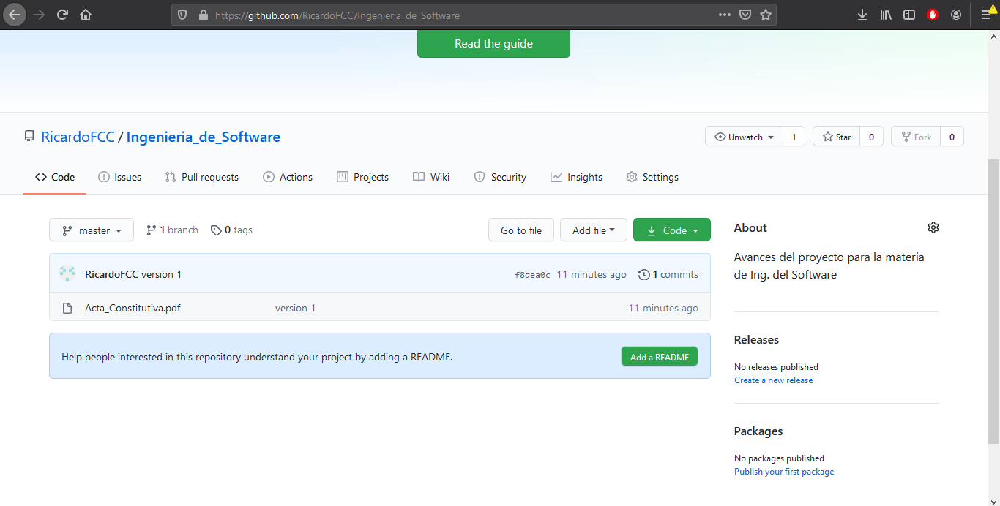 https://github.com/RicardoFCC/Ingenieria_de_Software
Read the guide
RicardoFCC / Ingenieria_de_Software
Unwatch 1
Star 0
Fork 0
Code
Issues
Pull requests
Actions
Projects
Wiki
Security
Insights
Settings
master
1 branch
0 tags
Go to file
Add file
Code
RicardoFCC version 1
f8dea0c 11 minutes ago
1 commits
Acta_Constitutiva.pdf
version 1
11 minutes ago
Help people interested in this repository understand your project by adding a README.
Add a README
About
Avances del proyecto para la materia
de Ing. del Software
Releases
No releases published
Create a new release
Packages
No packages published
Publish your first package